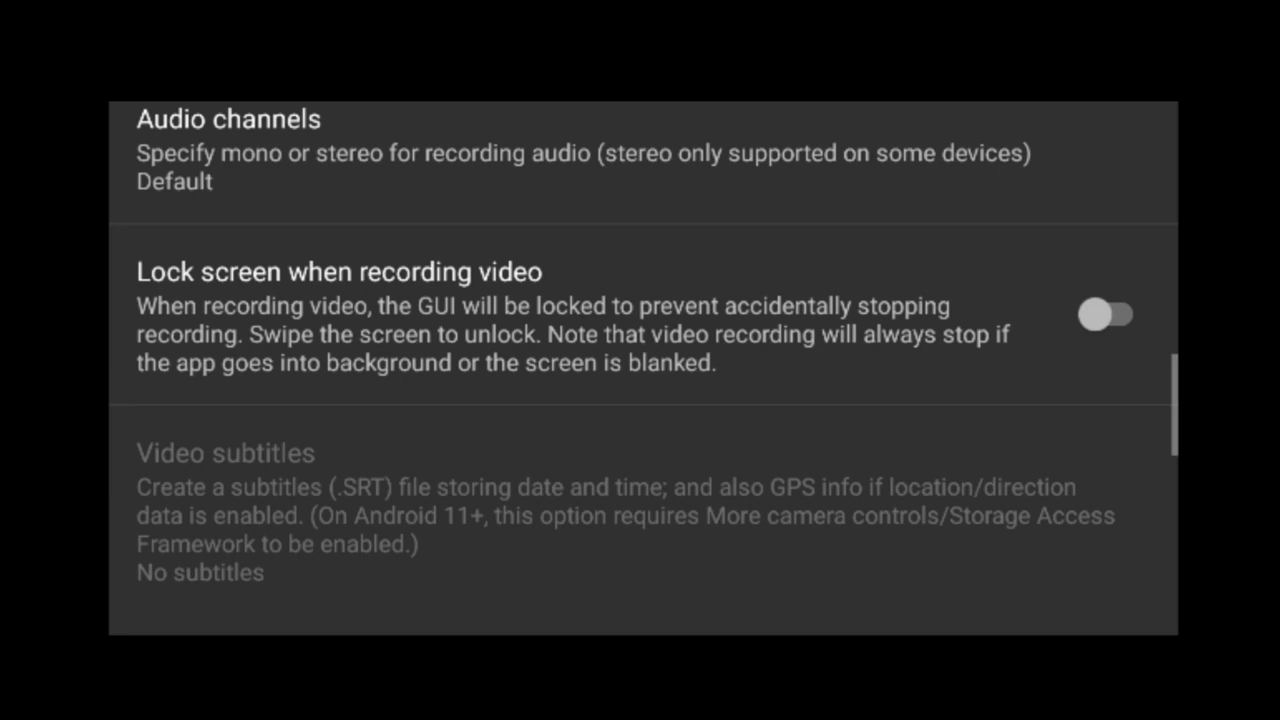 Audio channels
Specify mono or stereo for recording audio (stereo only supported on some devices)
Default
Lock screen when recording video
When recording video, the GUI will be locked to prevent accidentally stopping
recording. Swipe the screen to unlock. Note that video recording will always stop if
the app goes into background or the screen is blanked.
Video subtitles
Create a subtitles (.SRT) file storing date and time; and also GPS info if location/direction
data is enabled. (On Android 11+, this option requires More camera controls/Storage Access
Framework to be enabled.)
No subtitles